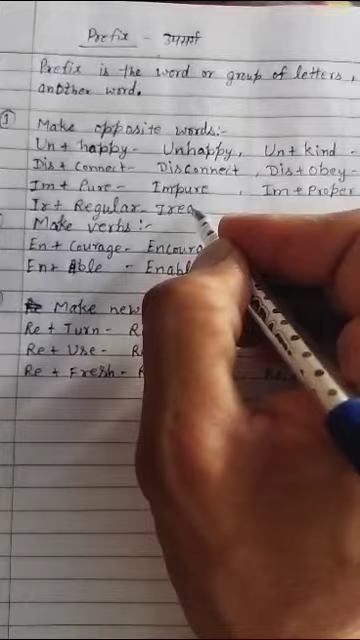 Prefix - उपसर्ग
Prefix is the word or group of letters,
another word.
1 Make opposite words:-
Un + happy - Unhappy, Un + kind -
Dis + Connect - Disconnect, Dis + obey -
Im + Pure - Impure , Im + Proper
Ir + Regular - Irreg
Make verbs:-
En + Courage - Encoura
En + Able - Enabl
Make new
Re + Turn - R
Re + Use - R
Re + Fresh -